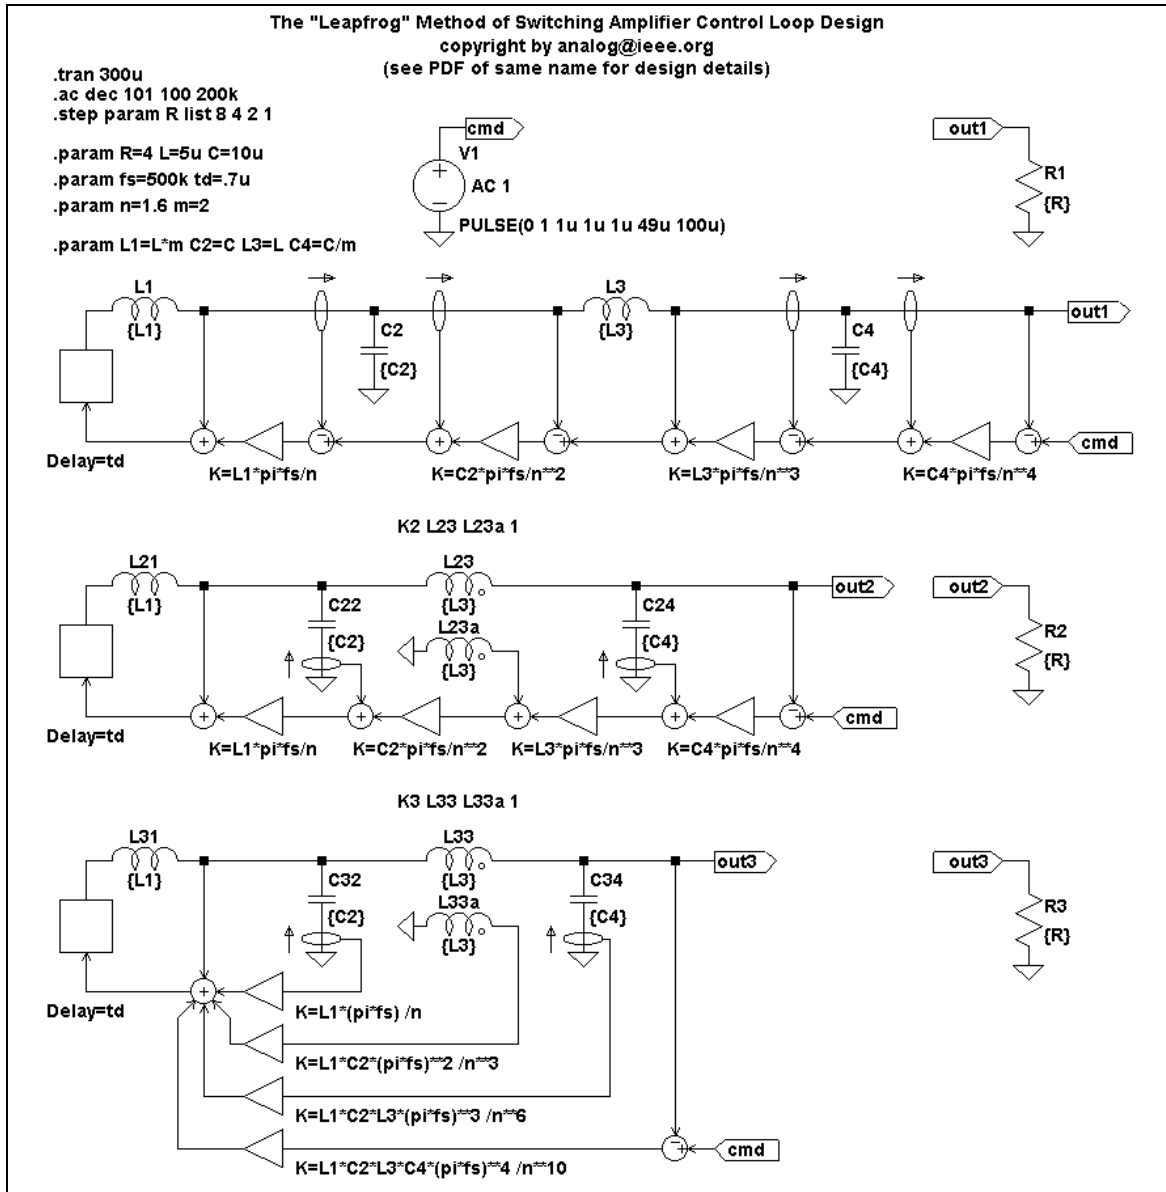 The "Leapfrog" Method of Switching Amplifier Control Loop Design
copyright by analog@ieee.org
(see PDF of same name for design details)
.tran 300u
.ac dec 101 100 200k
.step param R list 8 4 2 1
.param R=4 L=5u C=10u
.param fs=500k td=.7u
.param n=1.6 m=2
.param L1=L*m C2=C L3=L C4=C/m
cmd
V1
AC 1
PULSE(0 1 1u 1u 1u 49u 100u)
out1
R1
{R}
L1
{L1}
C2
{C2}
L3
{L3}
C4
{C4}
out1
cmd
Delay=td
K=L1*pi*fs/n
K=C2*pi*fs/n**2
K=L3*pi*fs/n**3
K=C4*pi*fs/n**4
K2 L23 L23a 1
L21
{L1}
C22
{C2}
L23
{L3}
L23a
{L3}
C24
{C4}
out2
out2
R2
{R}
cmd
Delay=td
K=L1*pi*fs/n
K=C2*pi*fs/n**2
K=L3*pi*fs/n**3
K=C4*pi*fs/n**4
K3 L33 L33a 1
L31
{L1}
C32
{C2}
L33
{L3}
L33a
{L3}
C34
{C4}
out3
out3
R3
{R}
Delay=td
K=L1*(pi*fs) /n
K=L1*C2*(pi*fs)**2 /n**3
K=L1*C2*L3*(pi*fs)**3 /n**6
cmd
K=L1*C2*L3*C4*(pi*fs)**4 /n**10